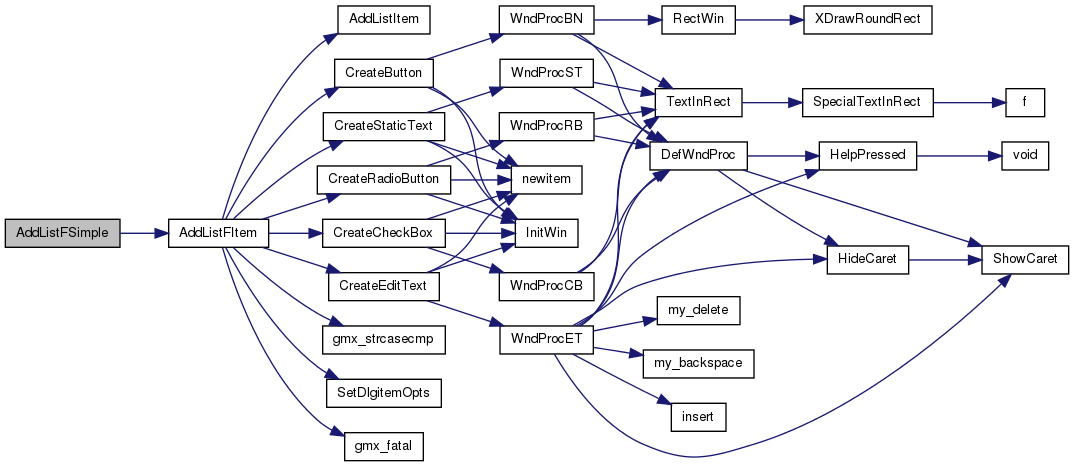 AddListFSimple
AddListFItem
AddListItem
CreateButton
CreateStaticText
CreateRadioButton
CreateCheckBox
CreateEditText
gmx_strcasecmp
SetDlgitemOpts
gmx_fatal
WndProcBN
WndProcST
WndProcRB
newitem
InitWin
WndProcCB
WndProcET
RectWin
TextInRect
DefWndProc
my_delete
my_backspace
insert
XDrawRoundRect
SpecialTextInRect
HelpPressed
HideCaret
f
void
ShowCaret